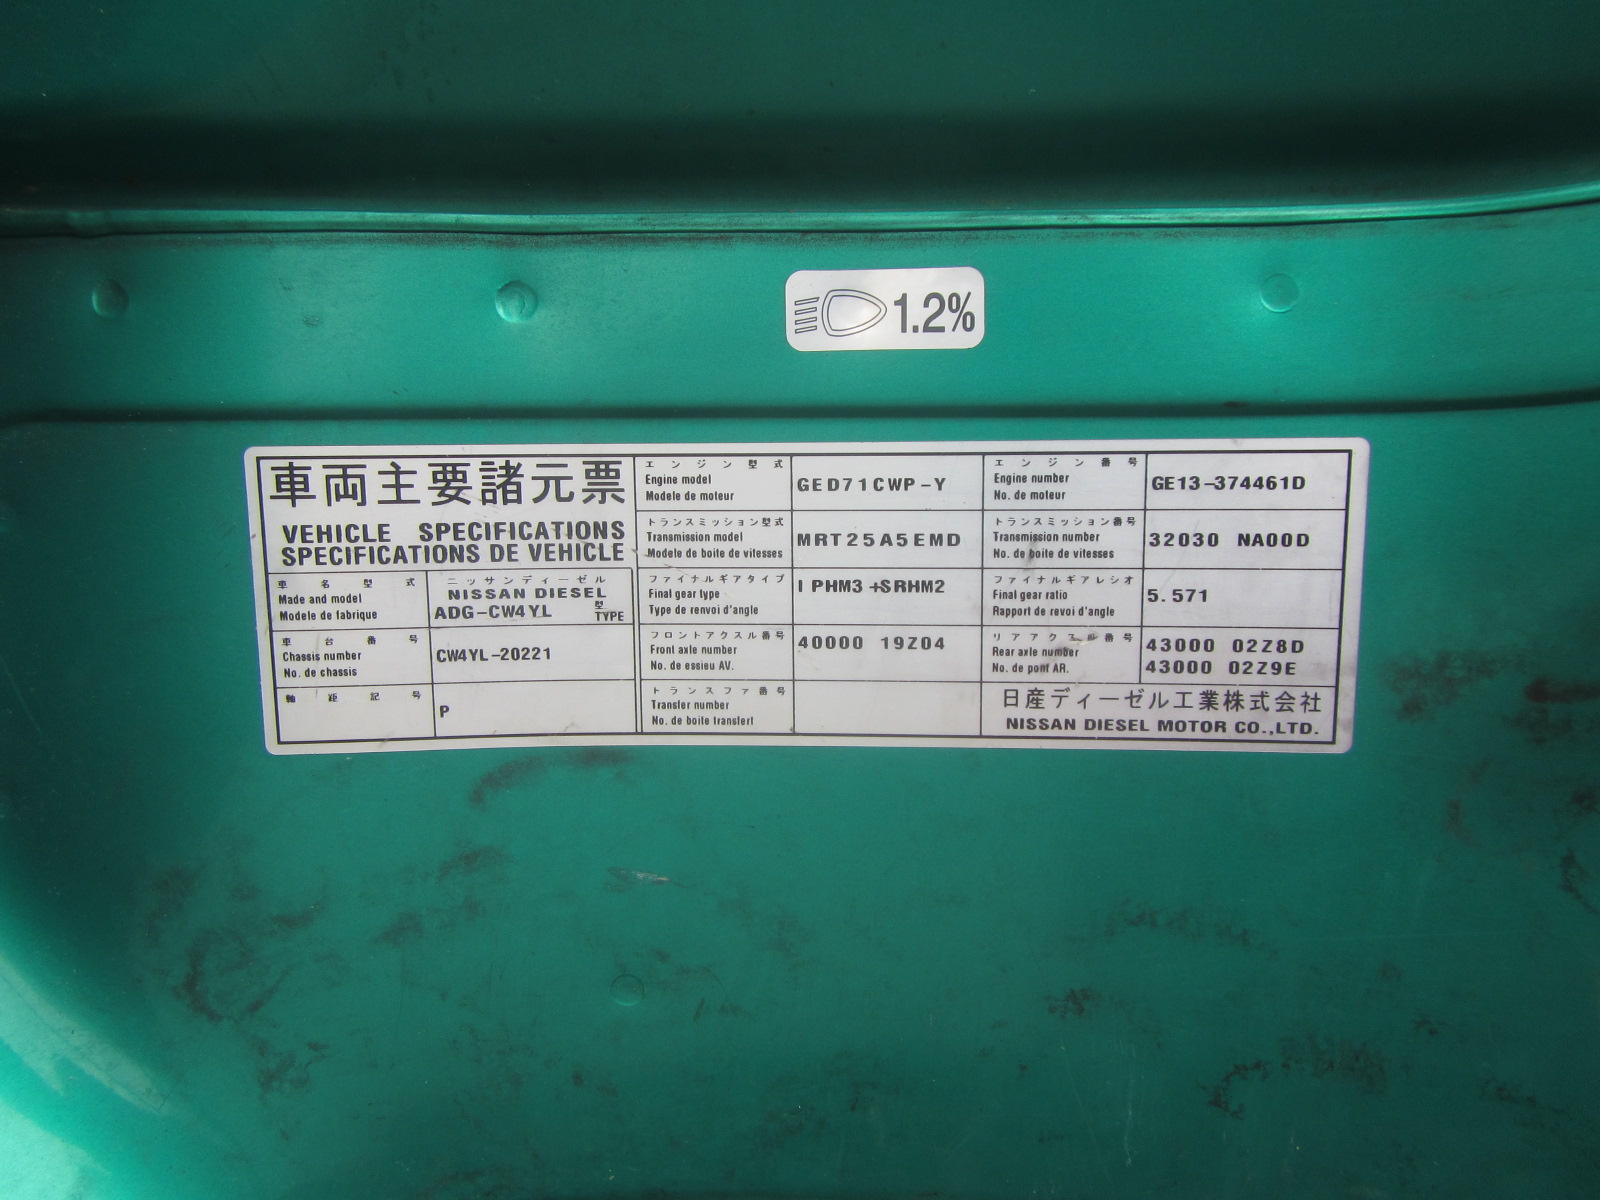 1.2%
車両主要諸元票
VEHICLE SPECIFICATIONS
SPECIFICATIONS DE VEHICLE
車名型式
Made and model
Modele de fabrique
ニッサンディーゼル
NISSAN DIESEL
ADG-CW4YL 型 TYPE
車台番号
Chassis number
No. de chassis
CW4YL-20221
軸距記号
P
エンジン型式
Engine model
Modele de moteur
GED71CWP-Y
エンジン番号
Engine number
No. de moteur
GE13-374461D
トランスミッション型式
Transmission model
Modele de boite de vitesses
MRT25A5EMD
トランスミッション番号
Transmission number
No. de boite de vitesses
32030 NA00D
ファイナルギアタイプ
Final gear type
Type de renvoi d'angle
IPHM3+SRHM2
ファイナルギアレシオ
Final gear ratio
Rapport de revoi d'angle
5.571
フロントアクスル番号
Front axle number
No. de essieu AV.
40000 19Z04
リアアクスル番号
Rear axle number
No. de pont AR.
43000 02Z8D
43000 02Z9E
トランスファ番号
Transfer number
No. de boite transfert
日産ディーゼル工業株式会社
NISSAN DIESEL MOTOR CO.,LTD.